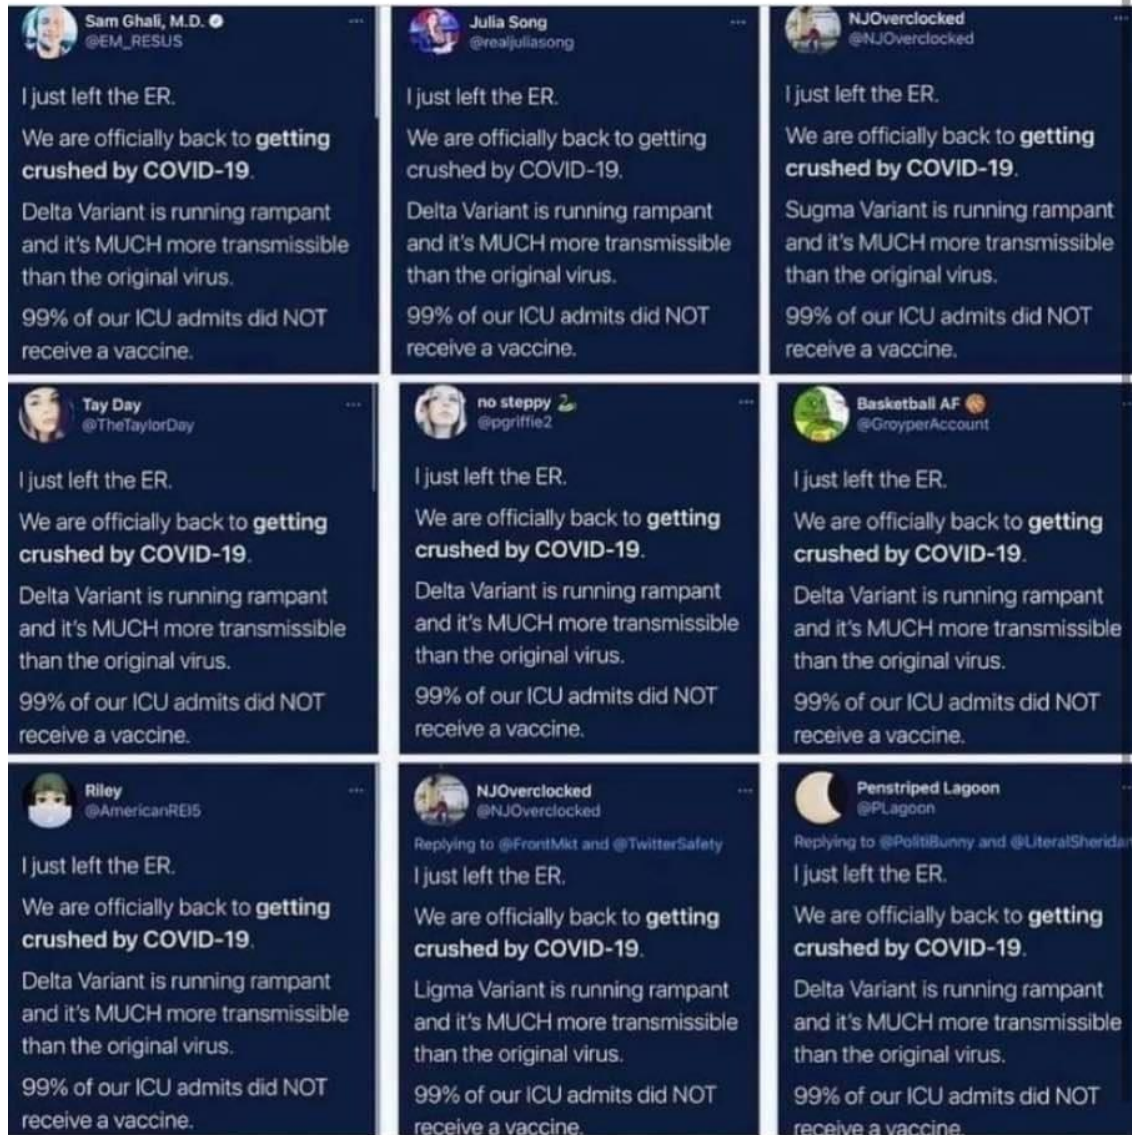 Sam Ghali, M.D.
@EM_RESUS
I just left the ER.
We are officially back to getting
crushed by COVID-19.
Delta Variant is running rampant
and it's MUCH more transmissible
than the original virus.
99% of our ICU admits did NOT
receive a vaccine.
Julia Song
@realjuliasong
I just left the ER.
We are officially back to getting
crushed by COVID-19.
Delta Variant is running rampant
and it's MUCH more transmissible
than the original virus.
99% of our ICU admits did NOT
receive a vaccine.
NJOverclocked
@NJOverclocked
I just left the ER.
We are officially back to getting
crushed by COVID-19.
Sugma Variant is running rampant
and it's MUCH more transmissible
than the original virus.
99% of our ICU admits did NOT
receive a vaccine.
Tay Day
@TheTaylorDay
I just left the ER.
We are officially back to getting
crushed by COVID-19.
Delta Variant is running rampant
and it's MUCH more transmissible
than the original virus.
99% of our ICU admits did NOT
receive a vaccine.
no steppy
@pgriffie2
I just left the ER.
We are officially back to getting
crushed by COVID-19.
Delta Variant is running rampant
and it's MUCH more transmissible
than the original virus.
99% of our ICU admits did NOT
receive a vaccine.
Basketball AF
@GroyperAccount
I just left the ER.
We are officially back to getting
crushed by COVID-19.
Delta Variant is running rampant
and it's MUCH more transmissible
than the original virus.
99% of our ICU admits did NOT
receive a vaccine.
Riley
@AmericanREI5
I just left the ER.
We are officially back to getting
crushed by COVID-19.
Delta Variant is running rampant
and it's MUCH more transmissible
than the original virus.
99% of our ICU admits did NOT
receive a vaccine.
NJOverclocked
@NJOverclocked
Replying to @FrontMkt and @TwitterSafety
I just left the ER.
We are officially back to getting
crushed by COVID-19.
Ligma Variant is running rampant
and it's MUCH more transmissible
than the original virus.
99% of our ICU admits did NOT
receive a vaccine.
Penstriped Lagoon
@PLagoon
Replying to @PolitiBunny and @LiteralSheridan
I just left the ER.
We are officially back to getting
crushed by COVID-19.
Delta Variant is running rampant
and it's MUCH more transmissible
than the original virus.
99% of our ICU admits did NOT
receive a vaccine.